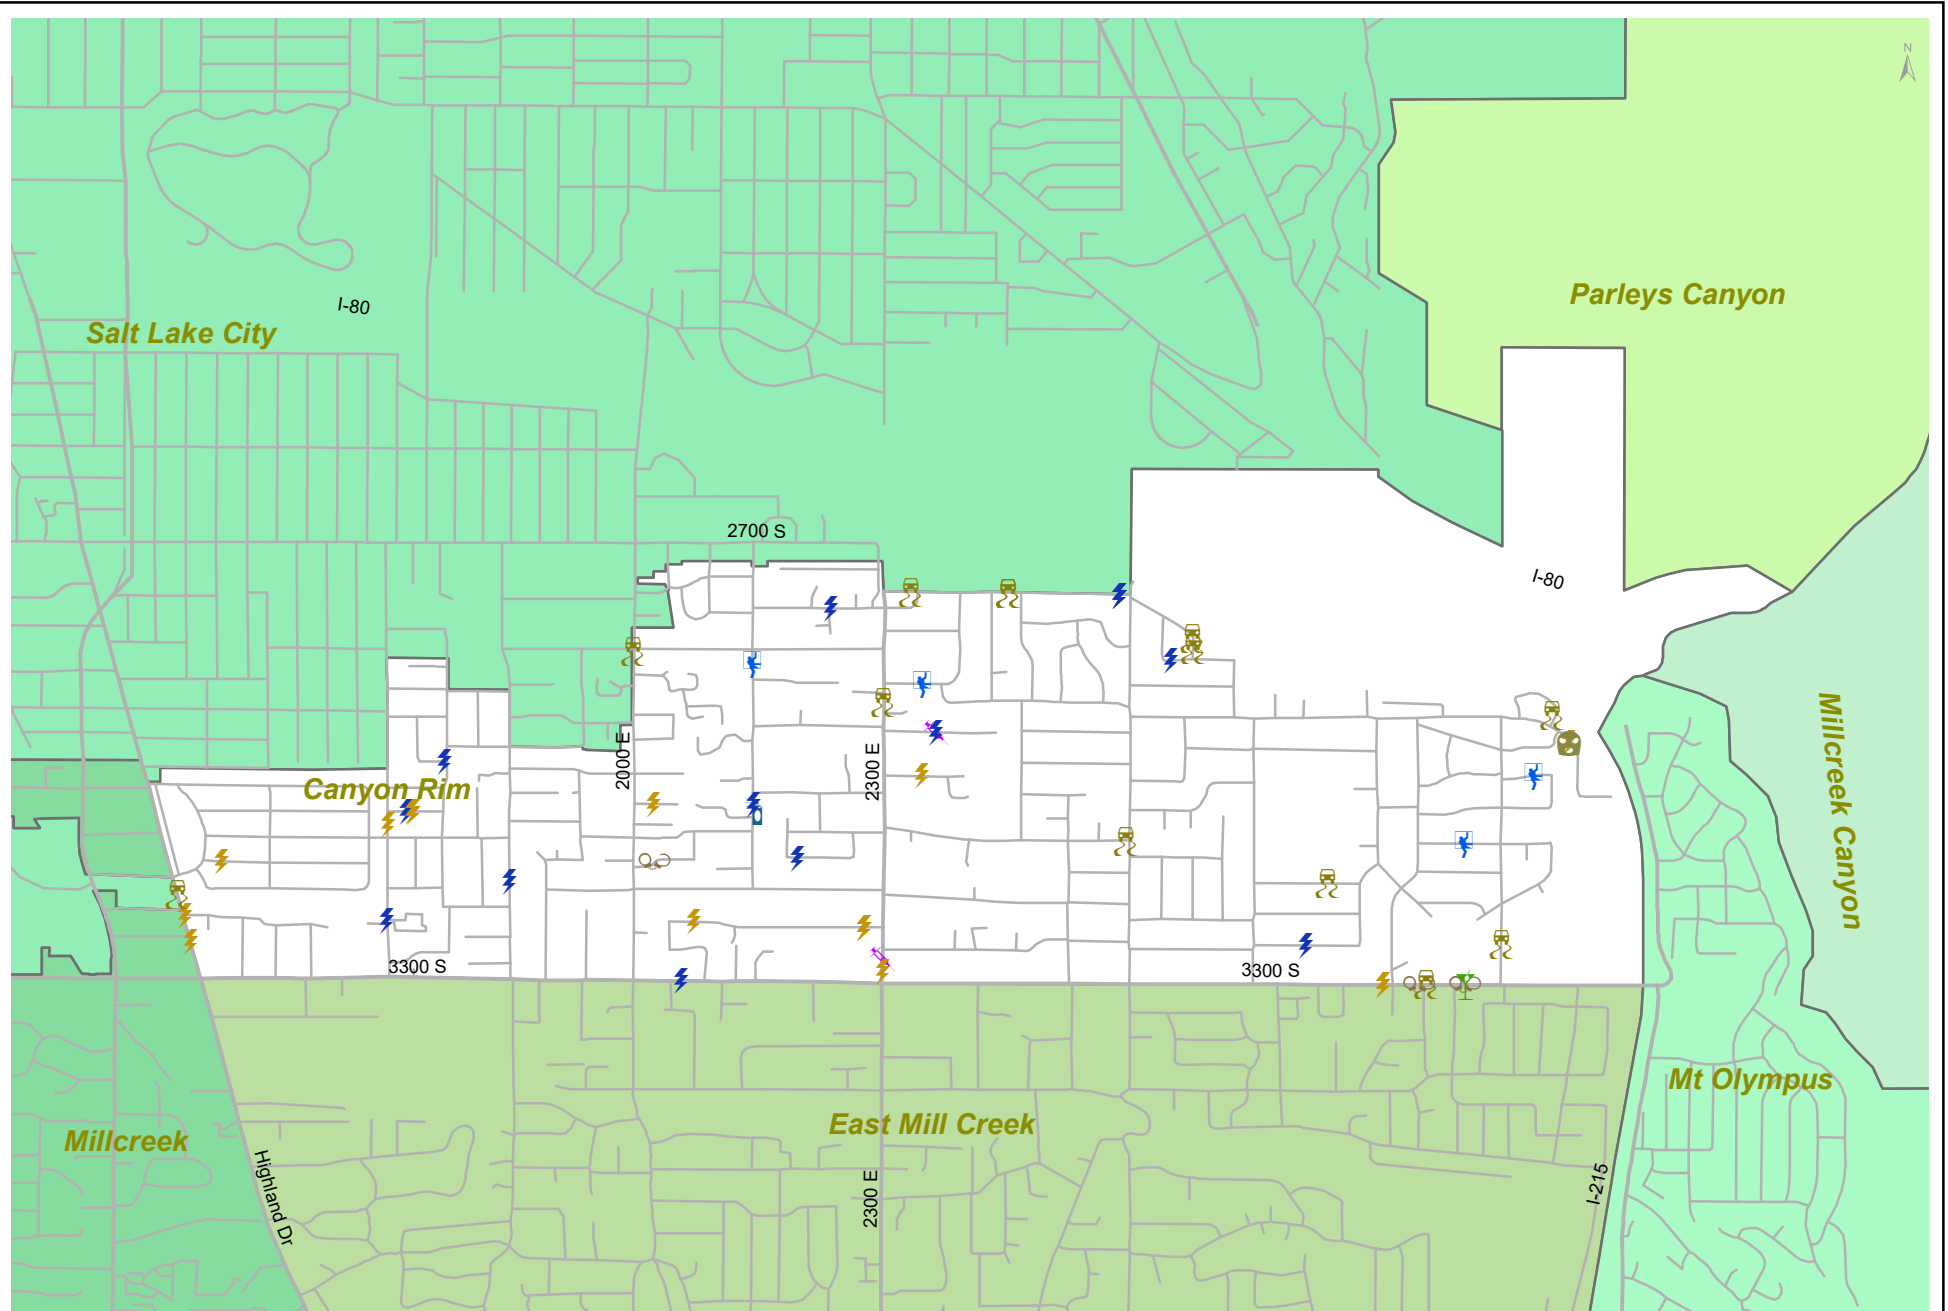 N
Parleys Canyon
I-80
Salt Lake City
2700 S
I-80
2000 E
2300 E
Canyon Rim
Millcreek Canyon
3300 S
3300 S
Mt Olympus
East Mill Creek
Millcreek
Highland Dr
2300 E
I-215